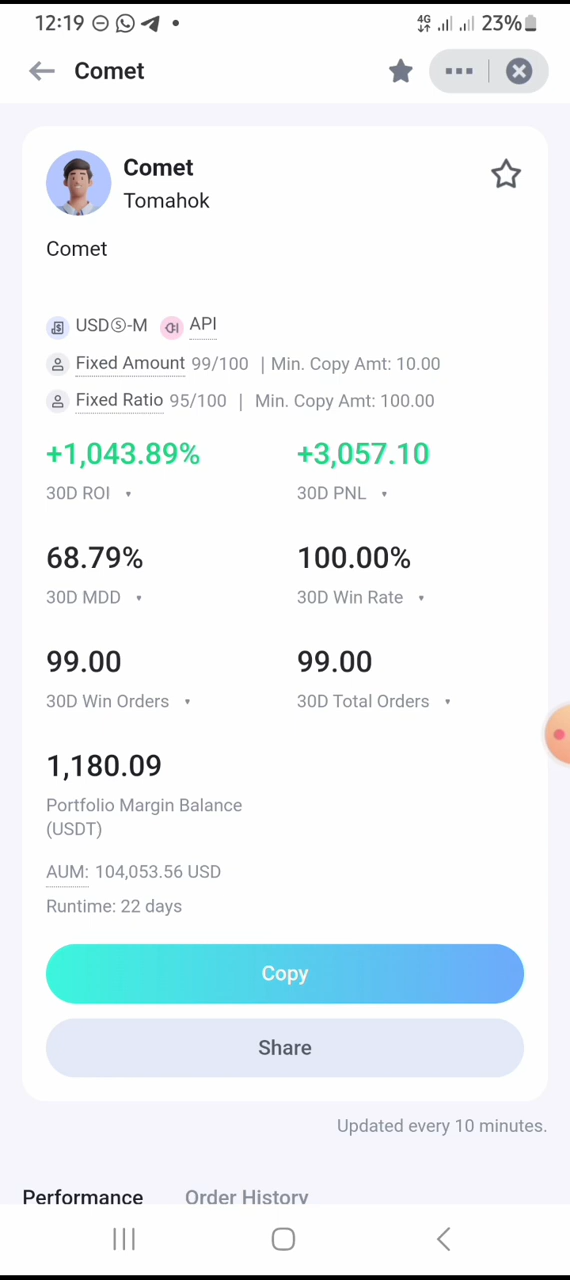 12:19 4G 23%
Comet
Comet
Tomahok
Comet
USDⓈ-M API
Fixed Amount 99/100 | Min. Copy Amt: 10.00
Fixed Ratio 95/100 | Min. Copy Amt: 100.00
+1,043.89% +3,057.10
30D ROI 30D PNL
68.79% 100.00%
30D MDD 30D Win Rate
99.00 99.00
30D Win Orders 30D Total Orders
1,180.09
Portfolio Margin Balance
(USDT)
AUM: 104,053.56 USD
Runtime: 22 days
Copy
Share
Updated every 10 minutes.
Performance Order History